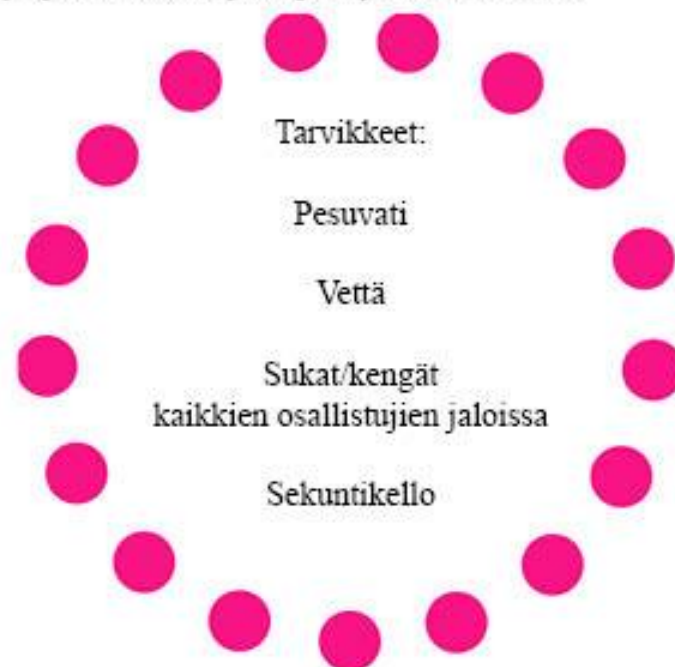 Tarvikkeet:
Pesuvati
Vettä
Sukat/kengät
kaikkien osallistujien jaloissa
Sekuntikello